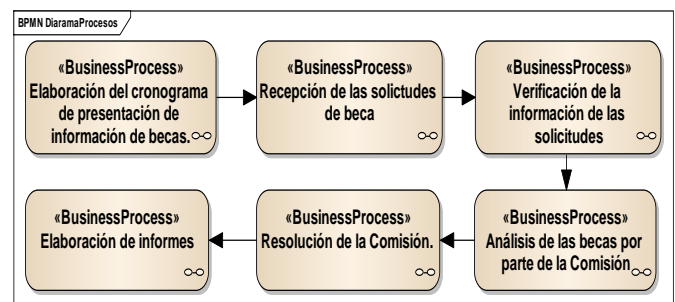 BPMN DiaramaProcesos
«BusinessProcess»
Elaboración del cronograma
de presentación de
información de becas.
«BusinessProcess»
Recepción de las solictudes
de beca
«BusinessProcess»
Verificación de la
información de las
solicitudes
«BusinessProcess»
Análisis de las becas por
parte de la Comisión
«BusinessProcess»
Resolución de la Comisión.
«BusinessProcess»
Elaboración de informes